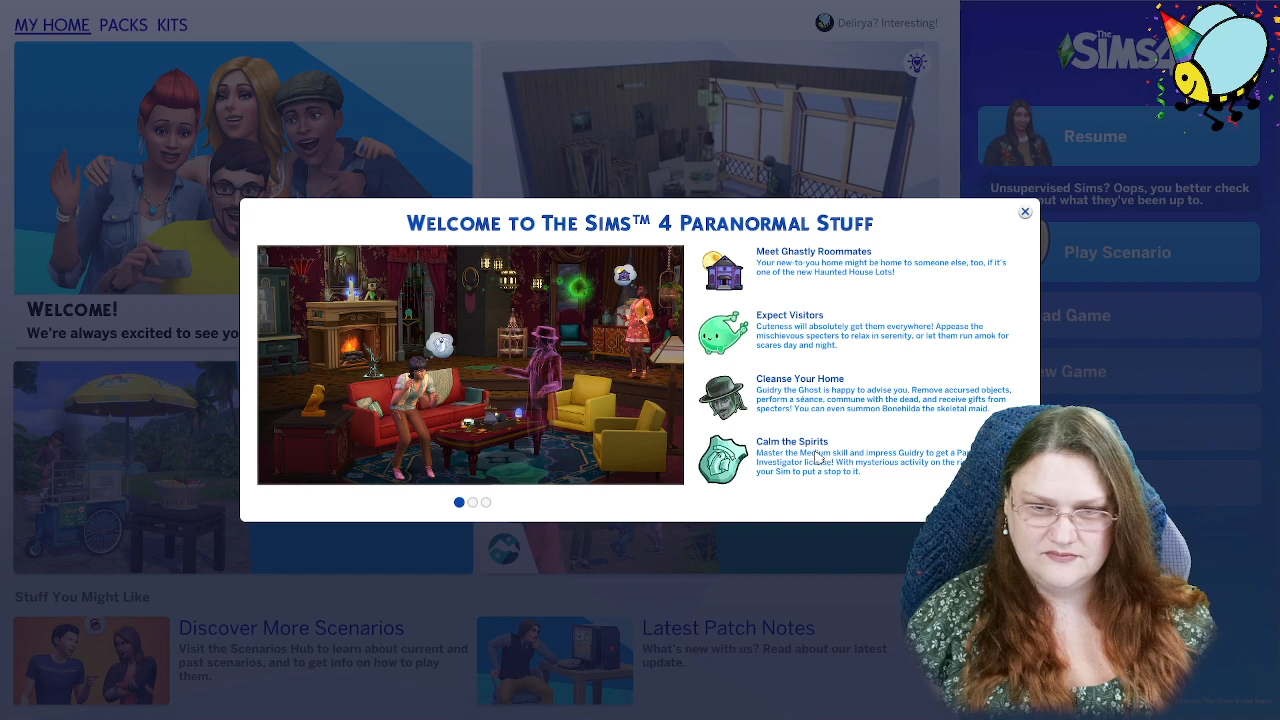 MY HOME PACKS KITS
Delirya? Interesting!
The
SIMS 4
Resume
Unsupervised Sims? Oops, you better check
out what they've been up to.
Play Scenario
WELCOME TO THE SIMS™ 4 PARANORMAL STUFF
Meet Ghastly Roommates
Your new-to-you home might be home to someone else, too, if it's
one of the new Haunted House Lots!
Expect Visitors
Cuteness will absolutely get them everywhere! Appease the
mischievous specters to relax in serenity, or let them run amok for
scares day and night.
Cleanse Your Home
Guidry the Ghost is happy to advise you. Remove accursed objects,
perform a séance, commune with the dead, and receive gifts from
specters! You can even summon Bonehilda the skeletal maid.
Calm the Spirits
Master the Medium skill and impress Guidry to get a Pa
Investigator license! With mysterious activity on the ri
your Sim to put a stop to it.
ad Game
ew Game
WELCOME!
We're always excited to see yo
Stuff You Might Like
Discover More Scenarios
Visit the Scenarios Hub to learn about current and
past scenarios, and to get info on how to play
them.
Latest Patch Notes
What's new with us? Read about our latest
update.